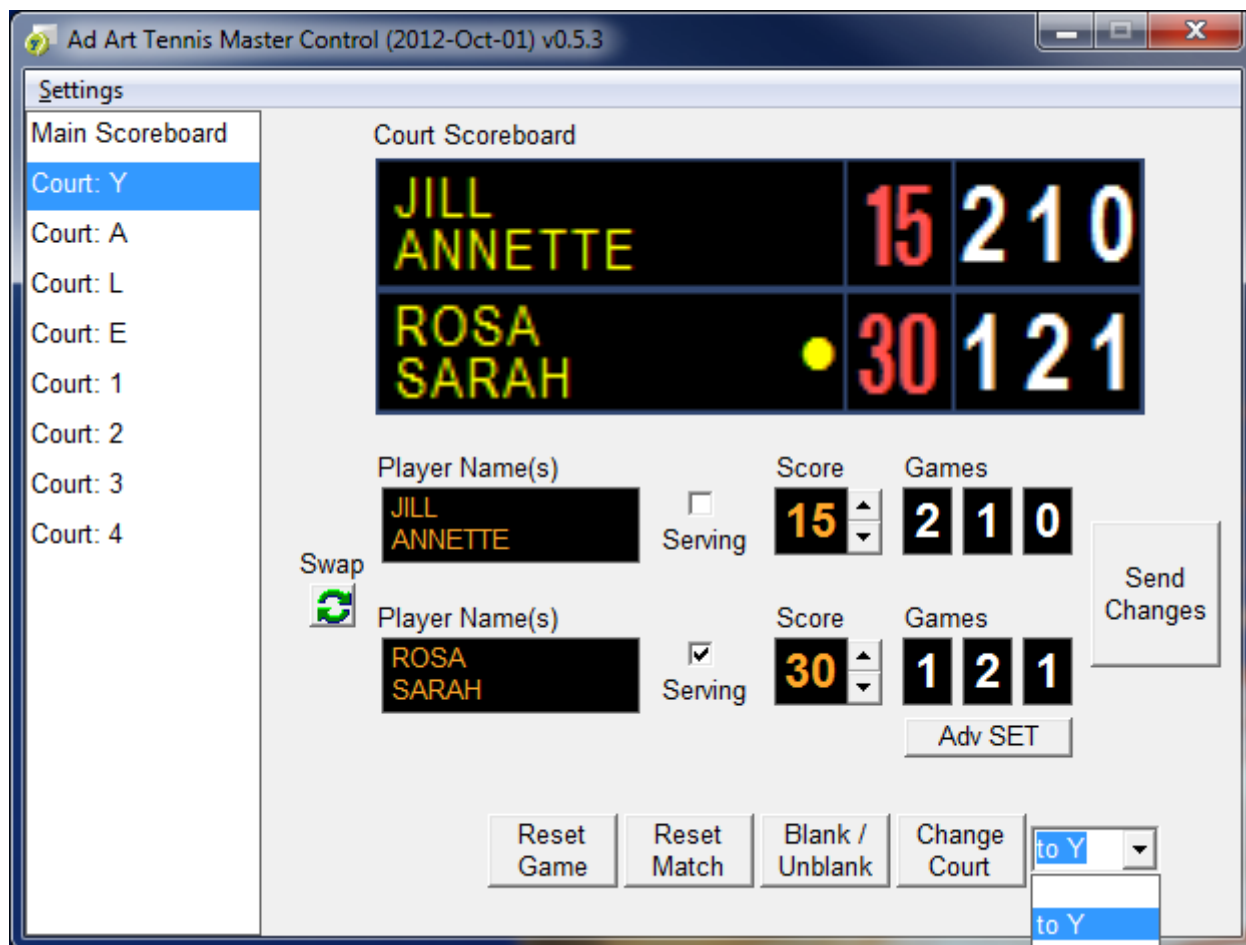 Ad Art Tennis Master Control (2012-Oct-01) v0.5.3
Settings
Main Scoreboard
Court: Y
Court: A
Court: L
Court: E
Court: 1
Court: 2
Court: 3
Court: 4
Court Scoreboard
JILL
ANNETTE
15 2 1 0
ROSA
SARAH
30 1 2 1
Player Name(s) Score Games
JILL
ANNETTE
Serving
15 2 1 0
Swap
Player Name(s) Score Games
ROSA
SARAH
Serving
30 1 2 1
Adv SET
Send
Changes
Reset
Game
Reset
Match
Blank /
Unblank
Change
Court
to Y
to Y